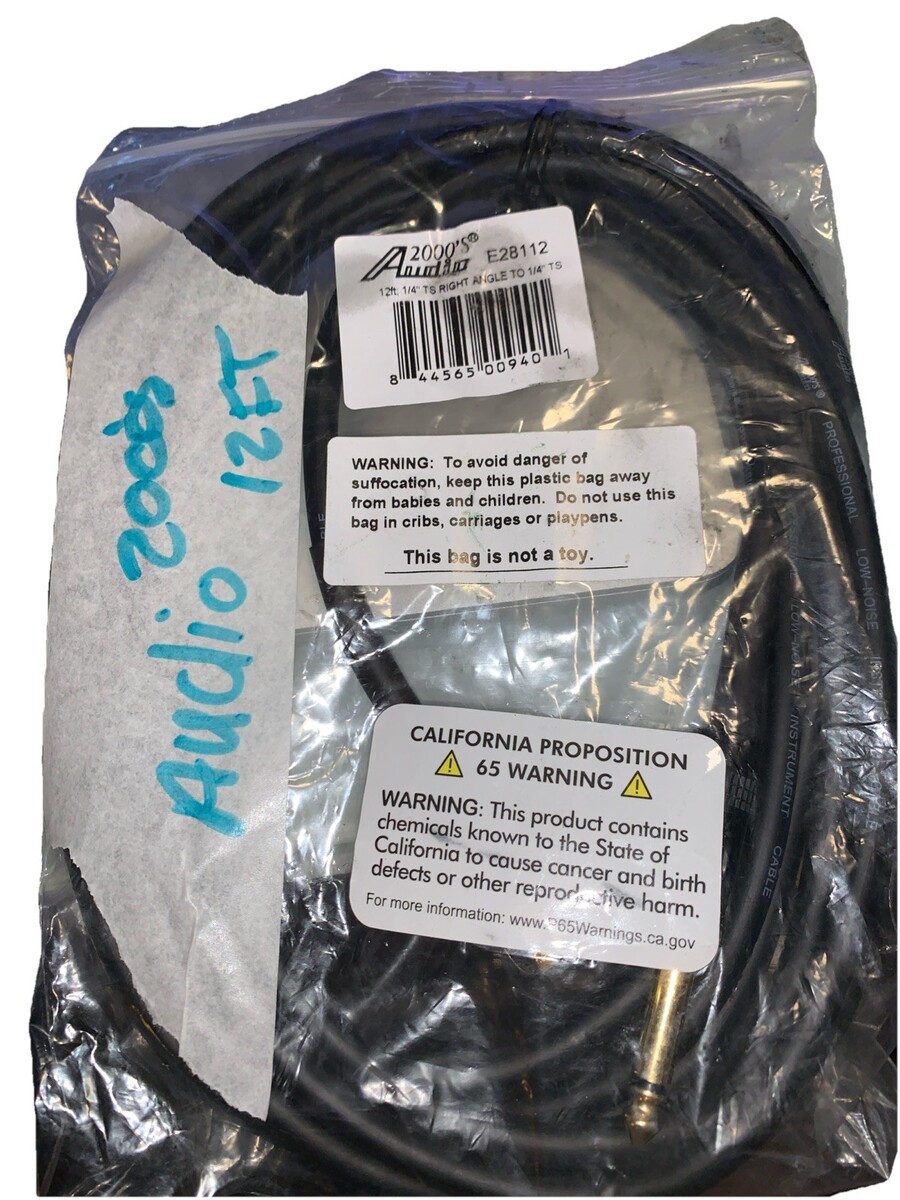 2000'S®
Audio E28112
12ft. 1/4" TS RIGHT ANGLE TO 1/4" TS
8 44565 00940 1
Audio 2000's
12FT
WARNING: To avoid danger of
suffocation, keep this plastic bag away
from babies and children. Do not use this
bag in cribs, carriages or playpens.
This bag is not a toy.
CALIFORNIA PROPOSITION
65 WARNING
WARNING: This product contains
chemicals known to the State of
California to cause cancer and birth
defects or other reproductive harm.
For more information: www.P65Warnings.ca.gov
Audio
PROFESSIONAL LOW-NOISE
INSTRUMENT CABLE